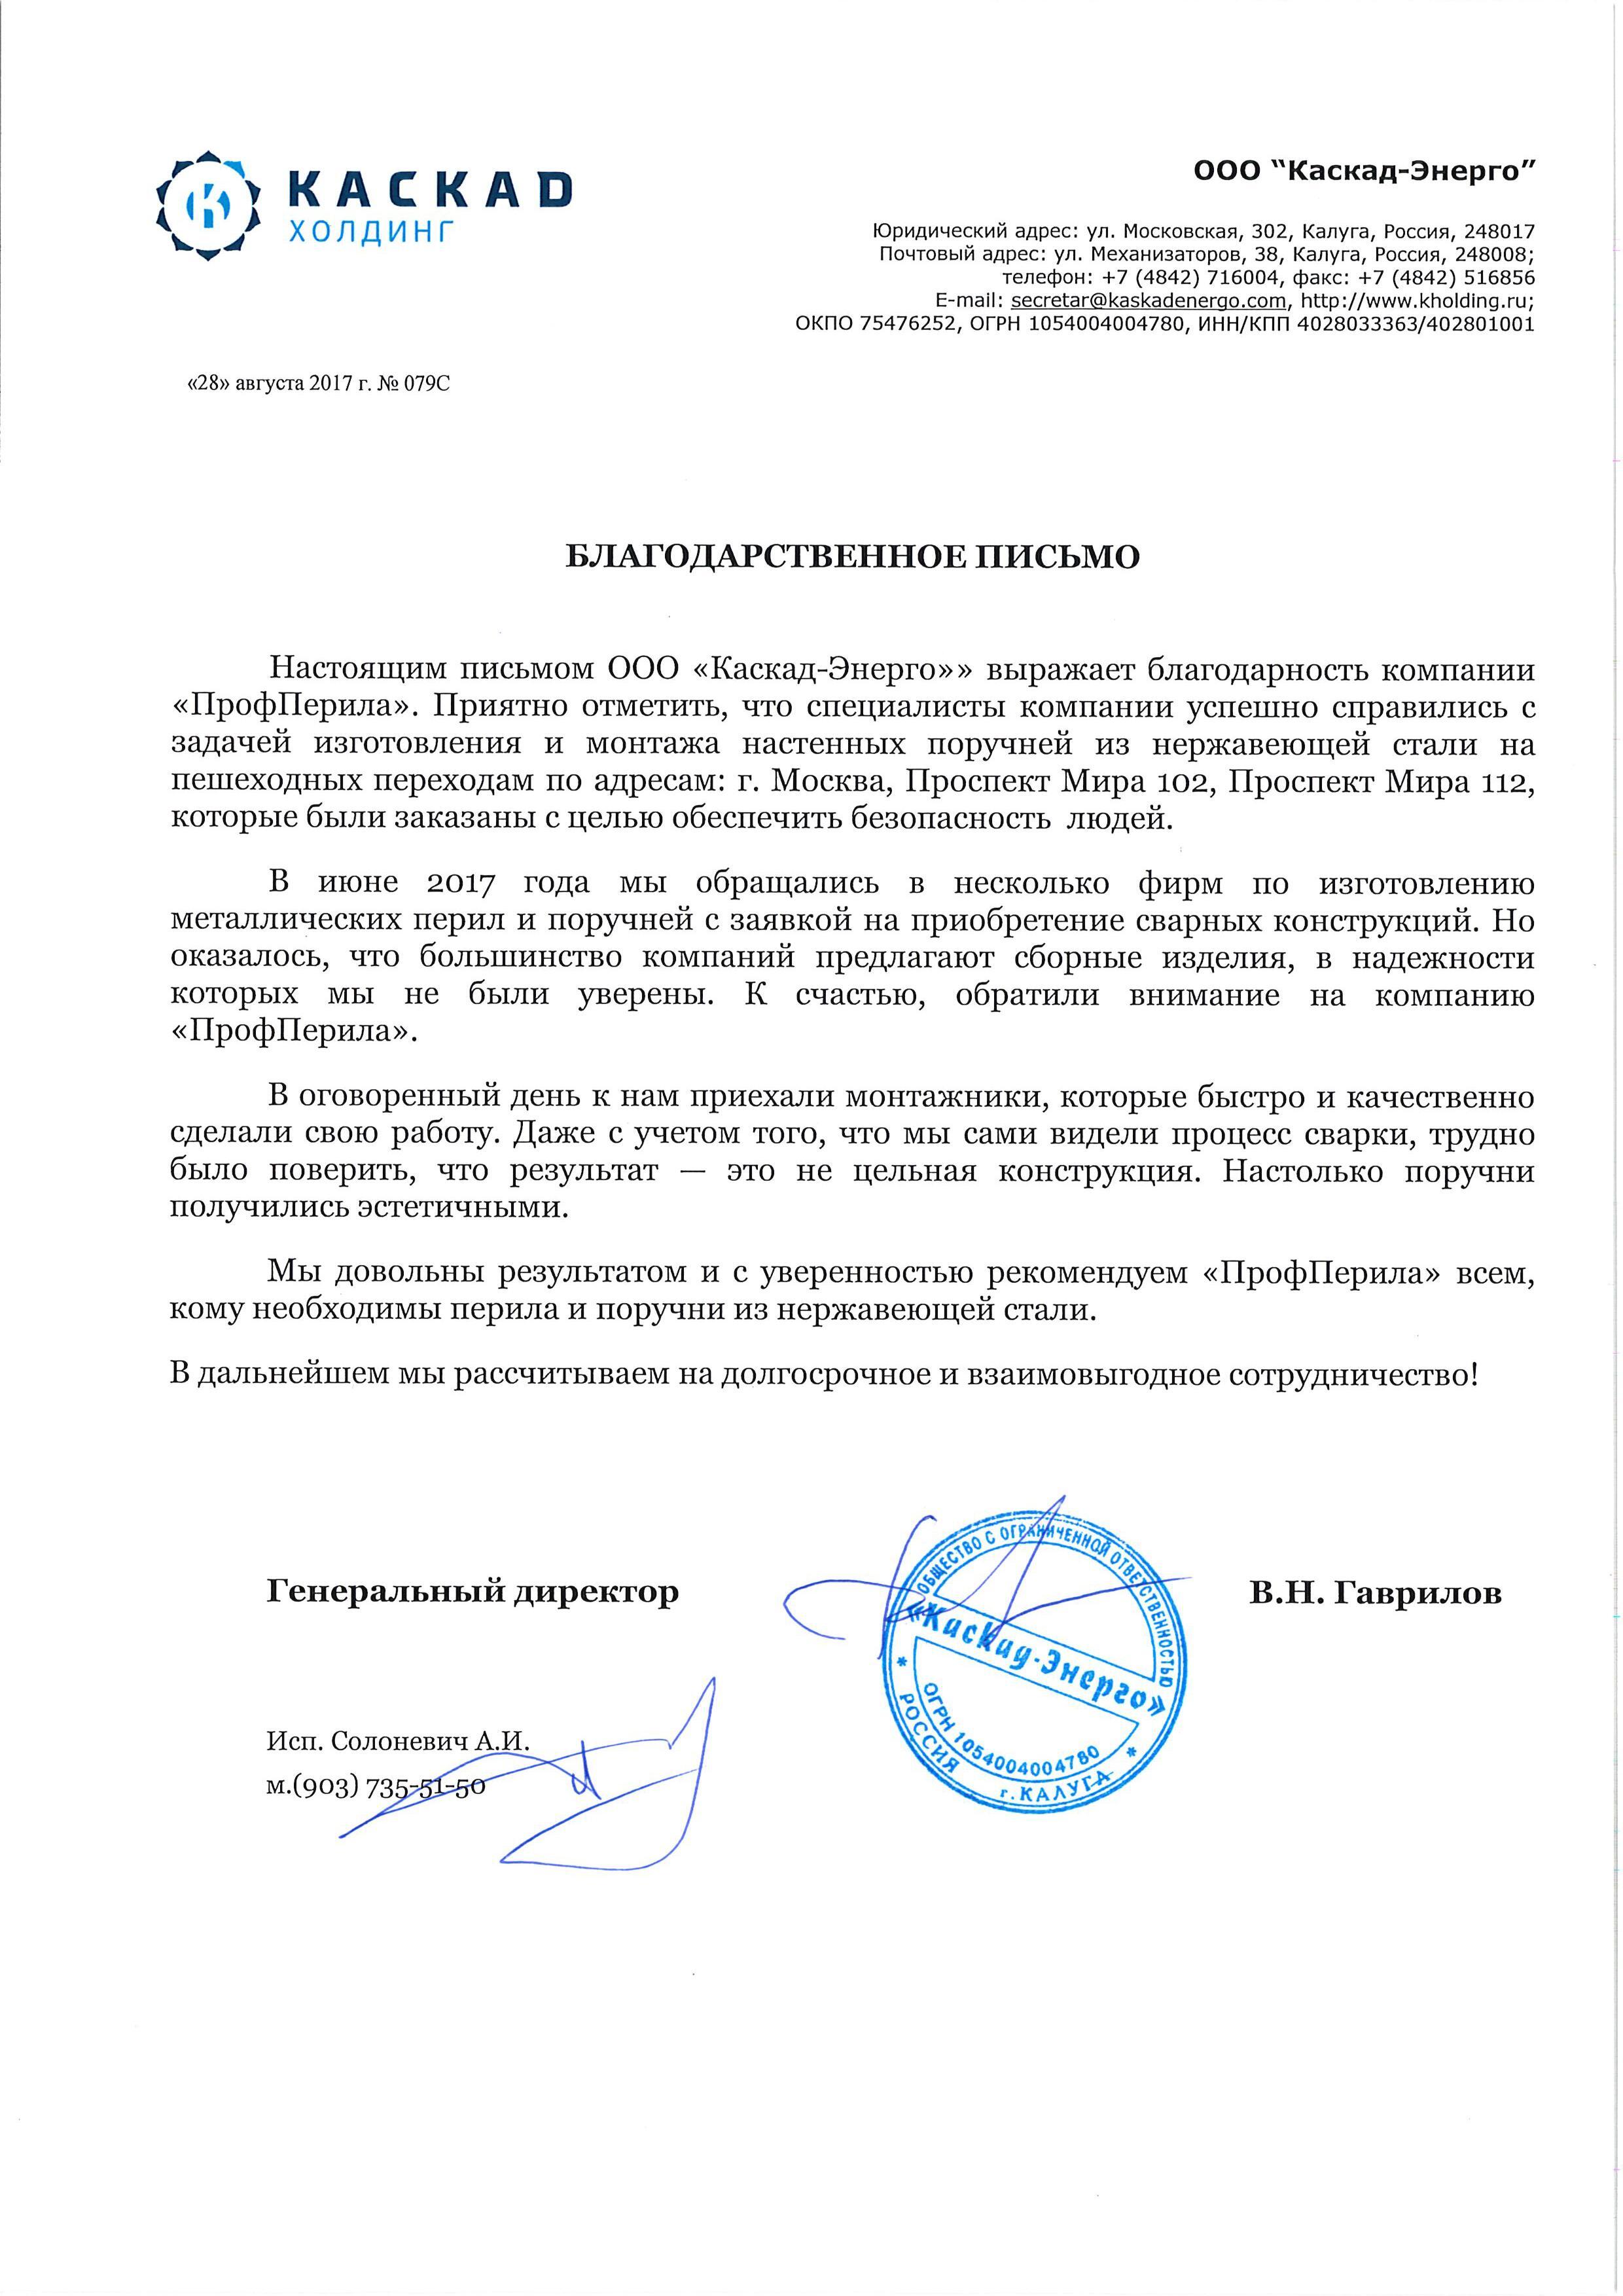 КАСКАД
ХОЛДИНГ
ООО “Каскад-Энерго”
Юридический адрес: ул. Московская, 302, Калуга, Россия, 248017
Почтовый адрес: ул. Механизаторов, 38, Калуга, Россия, 248008;
телефон: +7 (4842) 716004, факс: +7 (4842) 516856
E-mail: secretar@kaskadenergo.com, http://www.kholding.ru;
ОКПО 75476252, ОГРН 1054004004780, ИНН/КПП 4028033363/402801001
«28» августа 2017 г. № 079С
БЛАГОДАРСТВЕННОЕ ПИСЬМО
Настоящим письмом ООО «Каскад-Энерго»» выражает благодарность компании
«ПрофПерила». Приятно отметить, что специалисты компании успешно справились с
задачей изготовления и монтажа настенных поручней из нержавеющей стали на
пешеходных переходам по адресам: г. Москва, Проспект Мира 102, Проспект Мира 112,
которые были заказаны с целью обеспечить безопасность людей.
В июне 2017 года мы обращались в несколько фирм по изготовлению
металлических перил и поручней с заявкой на приобретение сварных конструкций. Но
оказалось, что большинство компаний предлагают сборные изделия, в надежности
которых мы не были уверены. К счастью, обратили внимание на компанию
«ПрофПерила».
В оговоренный день к нам приехали монтажники, которые быстро и качественно
сделали свою работу. Даже с учетом того, что мы сами видели процесс сварки, трудно
было поверить, что результат — это не цельная конструкция. Настолько поручни
получились эстетичными.
Мы довольны результатом и с уверенностью рекомендуем «ПрофПерила» всем,
кому необходимы перила и поручни из нержавеющей стали.
В дальнейшем мы рассчитываем на долгосрочное и взаимовыгодное сотрудничество!
Генеральный директор
В.Н. Гаврилов
ОБЩЕСТВО С ОГРАНИЧЕННОЙ ОТВЕТСТВЕННОСТЬЮ
«Каскад-Энерго»
ОГРН 1054004004780
* РОССИЯ г. КАЛУГА *
Исп. Солоневич А.И.
м.(903) 735-51-50